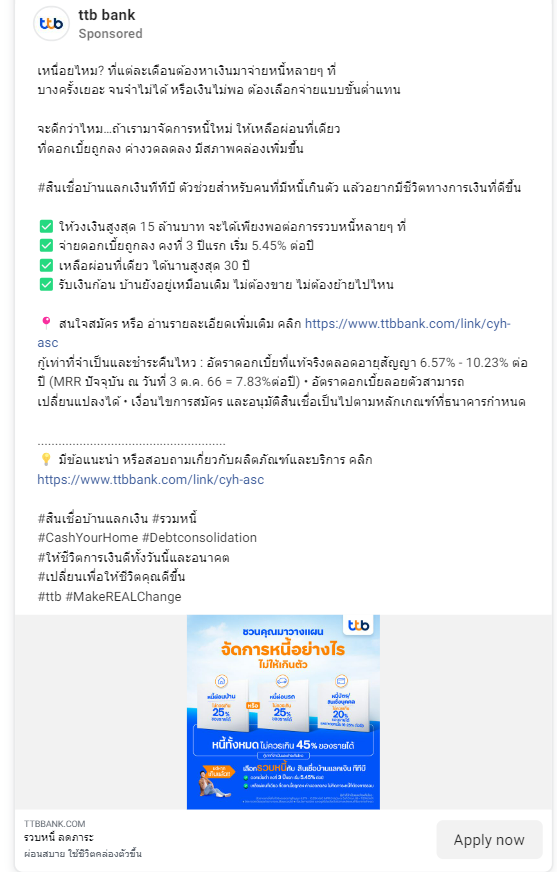 ttb
ttb bank
Sponsored
เหนื่อยไหม? ที่แต่ละเดือนต้องหาเงินมาจ่ายหนี้หลายๆ ที่
บางครั้งเยอะ จนจำไม่ได้ หรือเงินไม่พอ ต้องเลือกจ่ายแบบขั้นต่ำแทน
จะดีกว่าไหม...ถ้าเรามาจัดการหนี้ใหม่ ให้เหลือผ่อนที่เดียว
ที่ดอกเบี้ยถูกลง ค่างวดลดลง มีสภาพคล่องเพิ่มขึ้น
#สินเชื่อบ้านแลกเงินทีทีบี ตัวช่วยสำหรับคนที่มีหนี้เกินตัว แล้วอยากมีชีวิตทางการเงินที่ดีขึ้น
✅ ให้วงเงินสูงสุด 15 ล้านบาท จะได้เพียงพอต่อการรวบหนี้หลายๆ ที่
✅ จ่ายดอกเบี้ยถูกลง คงที่ 3 ปีแรก เริ่ม 5.45% ต่อปี
✅ เหลือผ่อนที่เดียว ได้นานสูงสุด 30 ปี
✅ รับเงินก้อน บ้านยังอยู่เหมือนเดิม ไม่ต้องขาย ไม่ต้องย้ายไปไหน
📍 สนใจสมัคร หรือ อ่านรายละเอียดเพิ่มเติม คลิก https://www.ttbbank.com/link/cyh-
asc
กู้เท่าที่จำเป็นและชำระคืนไหว : อัตราดอกเบี้ยที่แท้จริงตลอดอายุสัญญา 6.57% - 10.23% ต่อ
ปี (MRR ปัจจุบัน ณ วันที่ 3 ต.ค. 66 = 7.83%ต่อปี) • อัตราดอกเบี้ยลอยตัวสามารถ
เปลี่ยนแปลงได้ • เงื่อนไขการสมัคร และอนุมัติสินเชื่อเป็นไปตามหลักเกณฑ์ที่ธนาคารกำหนด
......................................................
💡 มีข้อแนะนำ หรือสอบถามเกี่ยวกับผลิตภัณฑ์และบริการ คลิก
https://www.ttbbank.com/link/cyh-asc
#สินเชื่อบ้านแลกเงิน #รวมหนี้
#CashYourHome #Debtconsolidation
#ให้ชีวิตการเงินดีทั้งวันนี้และอนาคต
#เปลี่ยนเพื่อให้ชีวิตคุณดีขึ้น
#ttb #MakeREALChange
ttb
ชวนคุณมาวางแผน
จัดการหนี้อย่างไร
ไม่ให้เกินตัว
หนี้ผ่อนบ้าน
ไม่ควรเกิน
25%
ของรายได้
หรือ
หนี้ผ่อนรถ
ไม่ควรเกิน
25%
ของรายได้
หนี้บัตร/
สินเชื่อบุคคล
ไม่ควรเกิน
20%
ของรายได้
หนี้ทั้งหมด ไม่ควรเกิน 45% ของรายได้
เลือกรวบหนี้กับ สินเชื่อบ้านแลกเงิน ทีทีบี
TTBBANK.COM
รวบหนี้ ลดภาระ
ผ่อนสบาย ใช้ชีวิตคล่องตัวขึ้น
Apply now